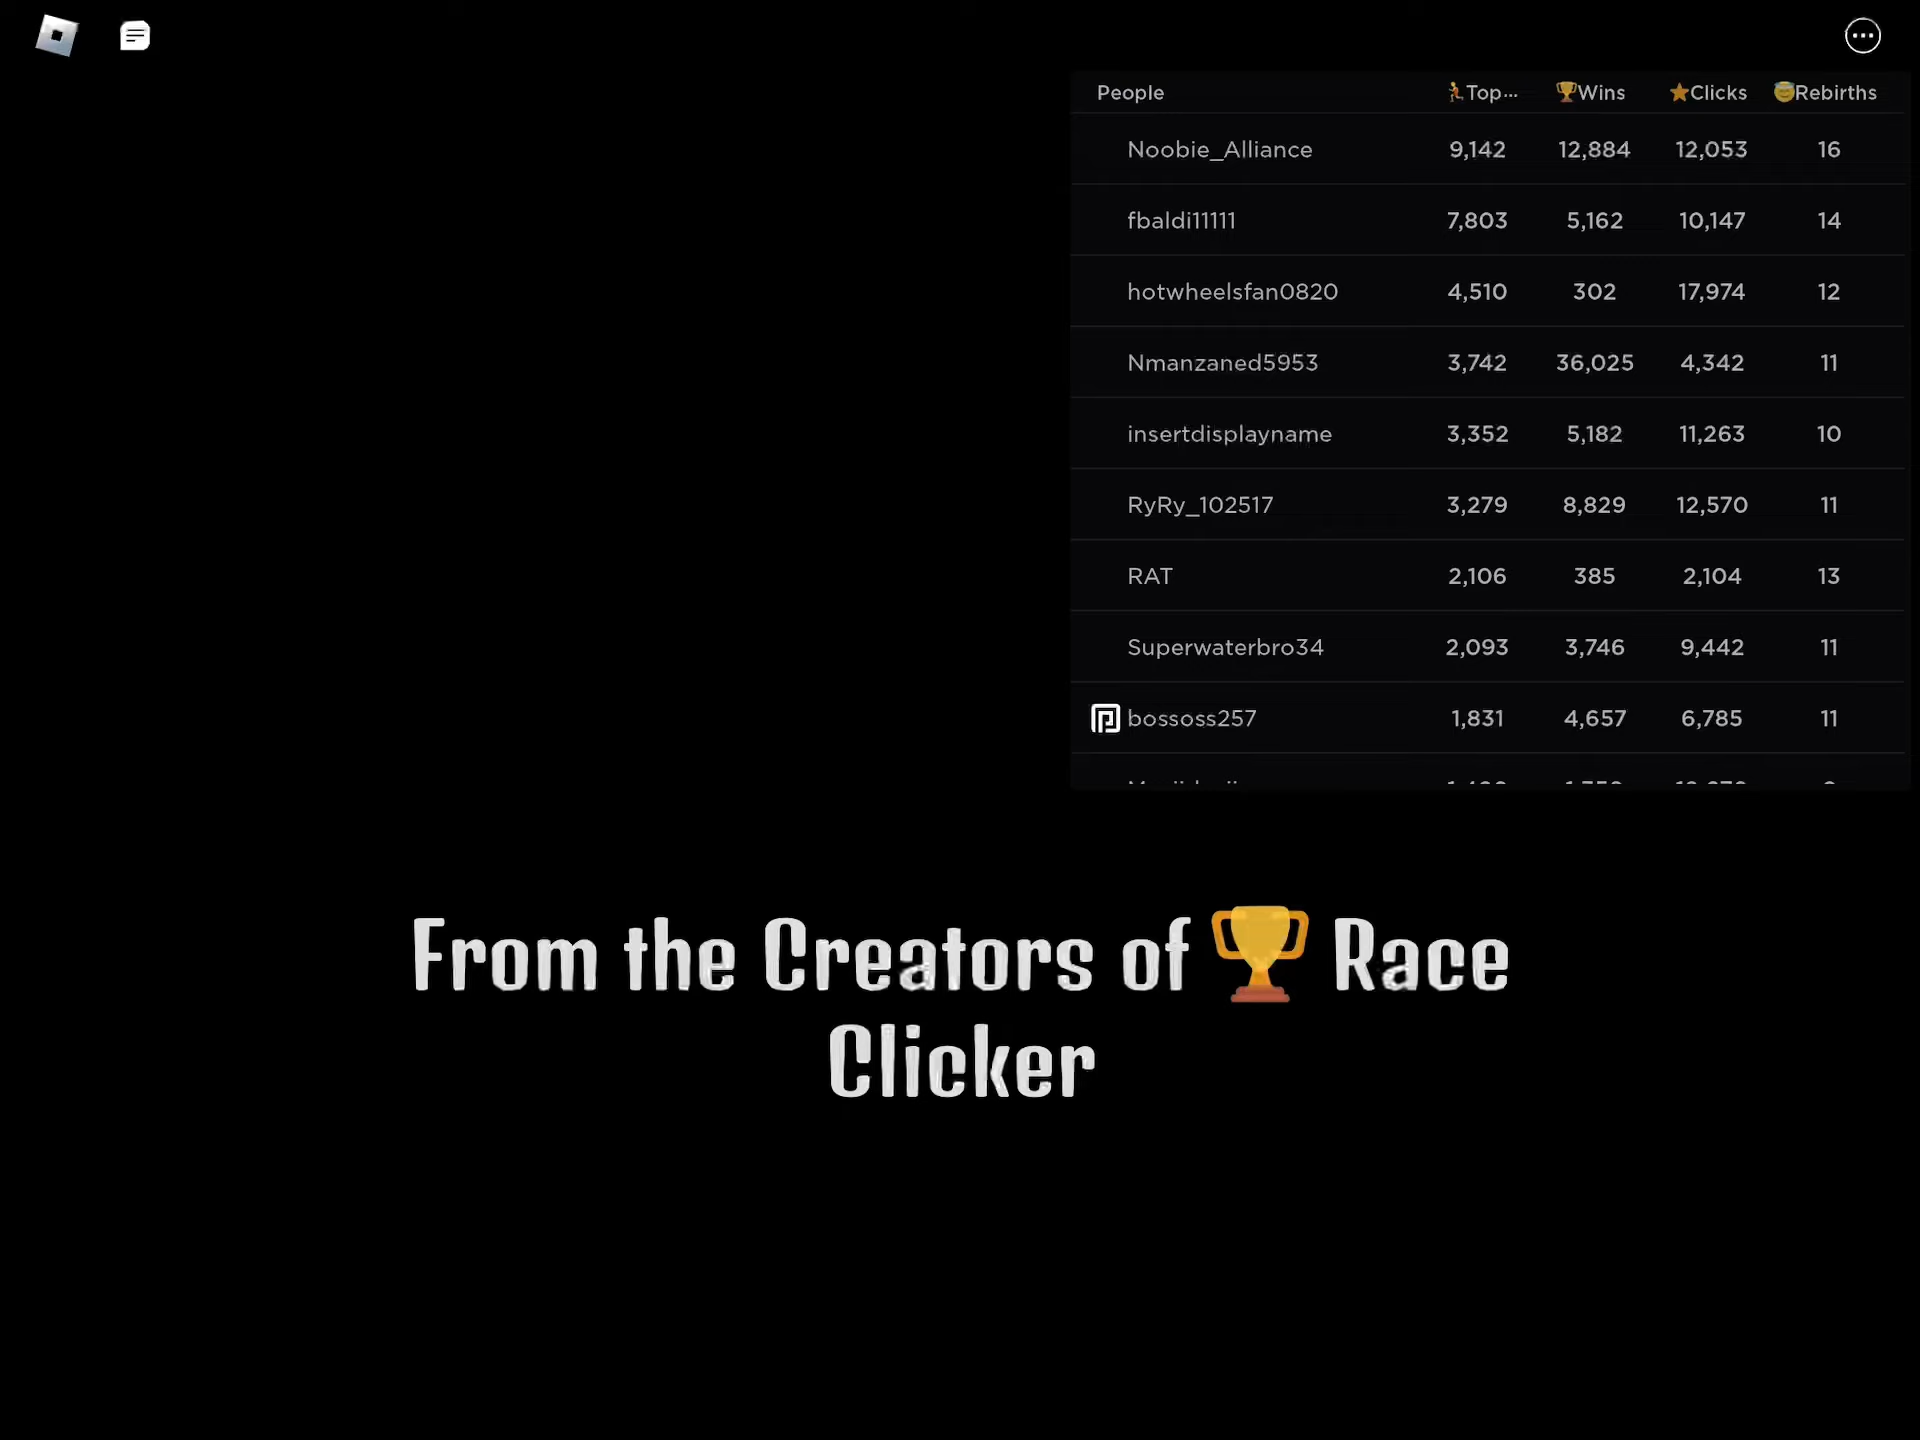 People Top... Wins Clicks Rebirths
Noobie_Alliance 9,142 12,884 12,053 16
fbaldi11111 7,803 5,162 10,147 14
hotwheelsfan0820 4,510 302 17,974 12
Nmanzaned5953 3,742 36,025 4,342 11
insertdisplayname 3,352 5,182 11,263 10
RyRy_102517 3,279 8,829 12,570 11
RAT 2,106 385 2,104 13
Superwaterbro34 2,093 3,746 9,442 11
bossoss257 1,831 4,657 6,785 11
From the Creators of 🏆 Race
Clicker